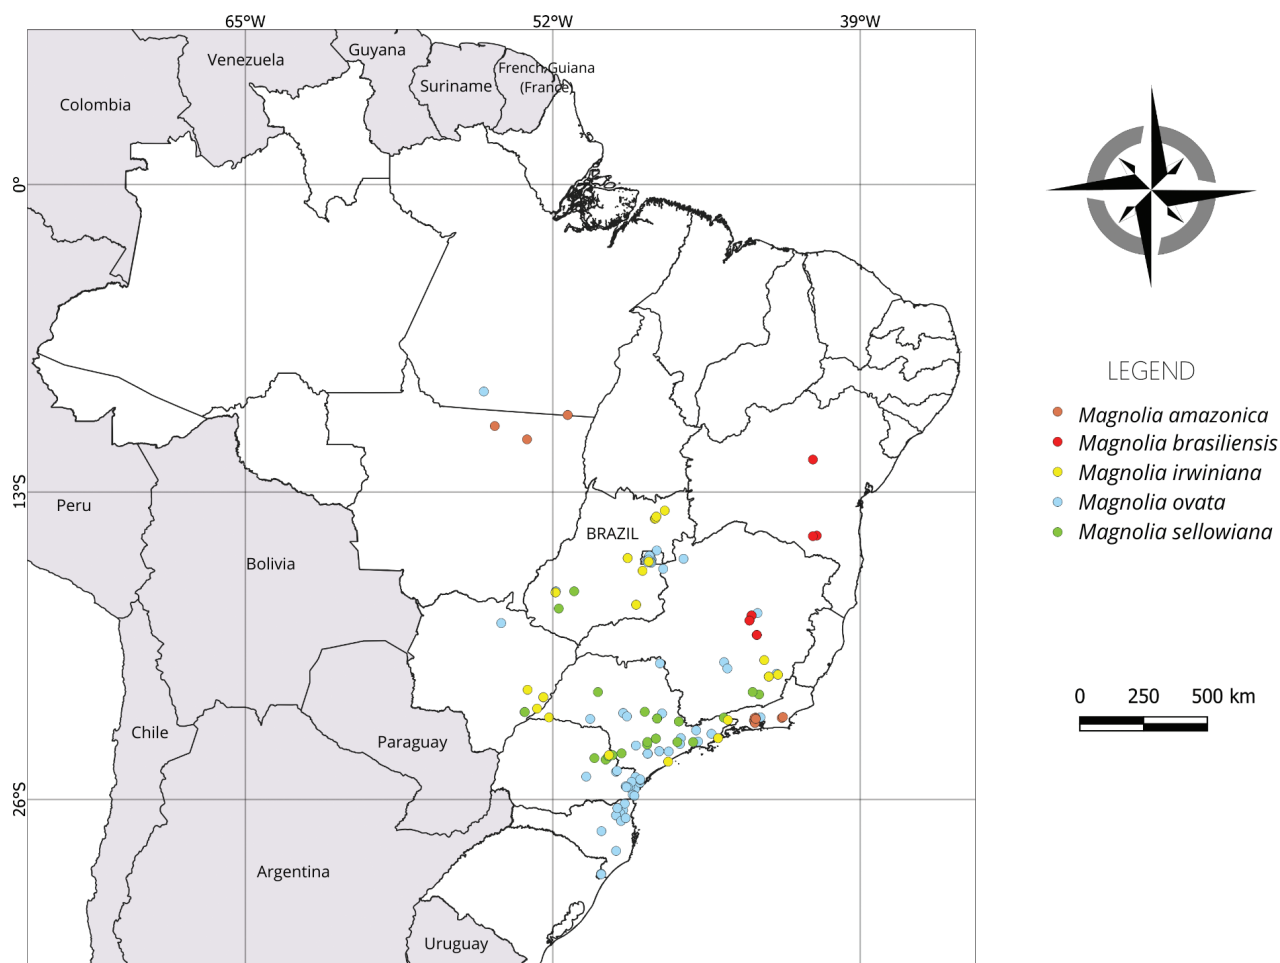 65°W 52°W 39°W
Guyana
Venezuela
French Guiana
(France)
Suriname
Colombia
0°
LEGEND
Magnolia amazonica
Magnolia brasiliensis
Magnolia irwiniana
Magnolia ovata
Magnolia sellowiana
13°S
Peru
BRAZIL
Bolivia
0 250 500 km
Chile
Paraguay
26°S
Argentina
Uruguay